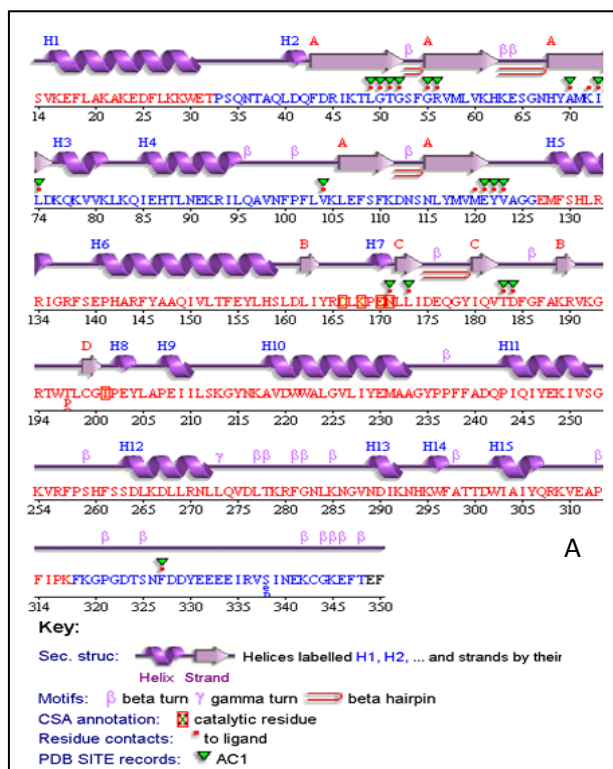 H1 H2 A β A β β A
SVKEFLAKAKEDFLKKWETPSQNTAQLDQFDRIKTLGTGSFGRVMLVKHKESGNHYAMKI
14 20 25 30 35 40 45 50 55 60 65 70
H3 H4 β β A A H5
LDKQKVVKLKQIEHTLNEKRILQAVNFPFLVKLEFSFKDNSNLYMVMEYVAGGEMFSHLR
74 80 85 90 95 100 105 110 115 120 125 130
H6 B H7 C β C β B
RIGRFSEPHARFYAAQIVLTFEYLHSLDLIYRDLKPENLLIDEQGYIQVTDFGFAKRVKG
134 140 145 150 155 160 165 170 175 180 185 190
D H8 H9 H10 β H11
RTWTLCGTPEYLAPEIILSKGYNKAVDWWALGVLIYEMAAGYPPFFADQPIQIYEKIVSG
194 200 205 210 215 220 225 230 235 240 245 250
β H12 γ β β β β β H13 H14 β H15 β
KVRFPSHFSSDLKDLLRNLLQVDLTKRFGNLKNGVNDIKNHKWFATTDWIAIYQRKVEAP
254 260 265 270 275 280 285 290 295 300 305 310
β β β β β β β
A
FIPKFKGPGDTSNFDDYEEEEIRVSINEKCGKEFTEF
314 320 325 330 335 340 345 350
Key:
Sec. struc: Helices labelled H1, H2, ... and strands by their
Helix Strand
Motifs: β beta turn γ gamma turn beta hairpin
CSA annotation: catalytic residue
Residue contacts: to ligand
PDB SITE records: AC1